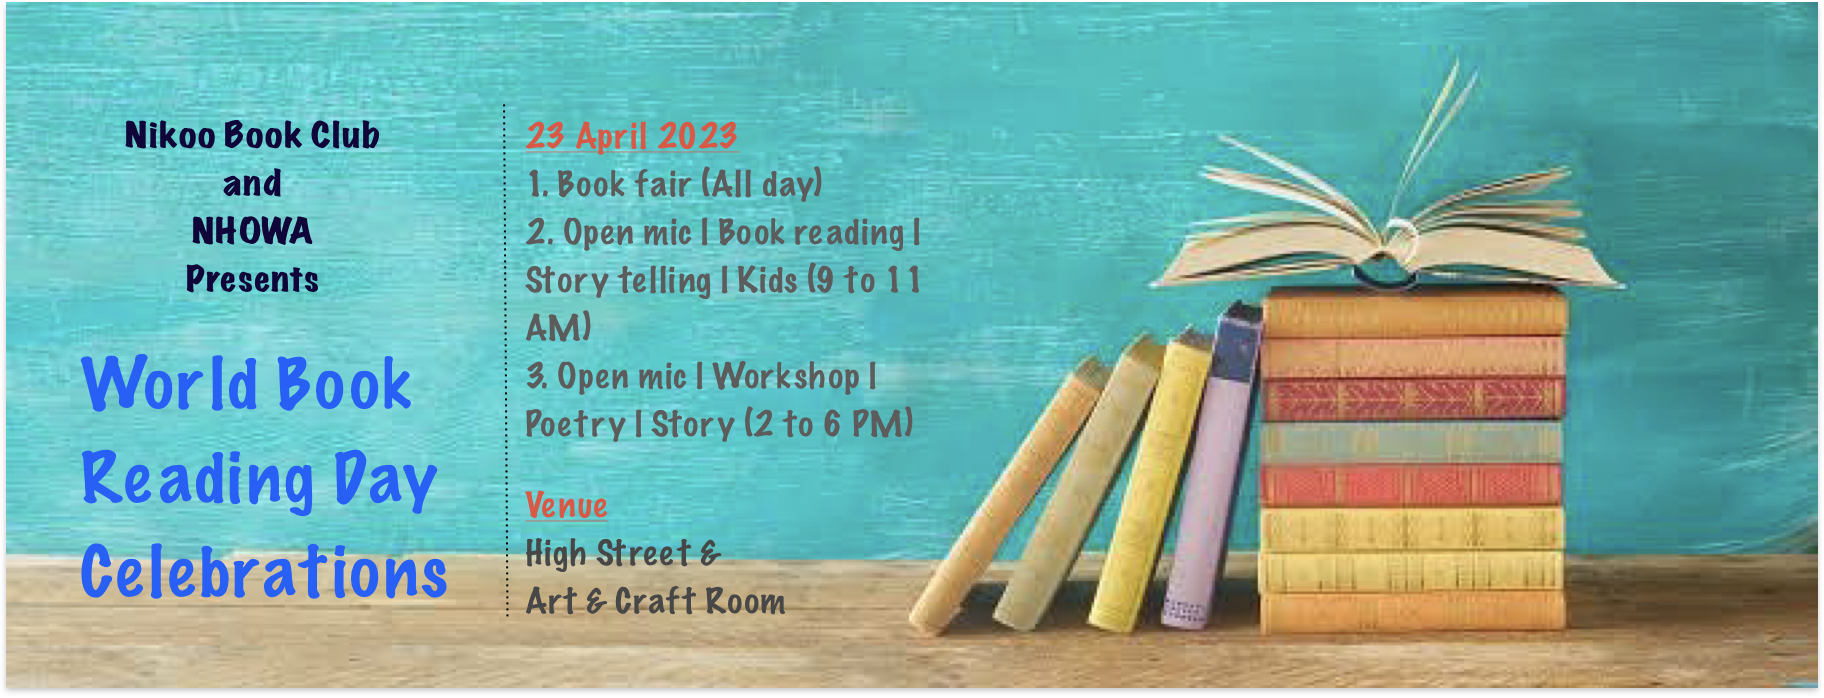 Nikoo Book Club
and
NHOWA
Presents
World Book
Reading Day
Celebrations
23 April 2023
1. Book fair (All day)
2. Open mic | Book reading |
Story telling | Kids (9 to 11
AM)
3. Open mic | Workshop |
Poetry | Story (2 to 6 PM)
Venue
High Street &
Art & Craft Room